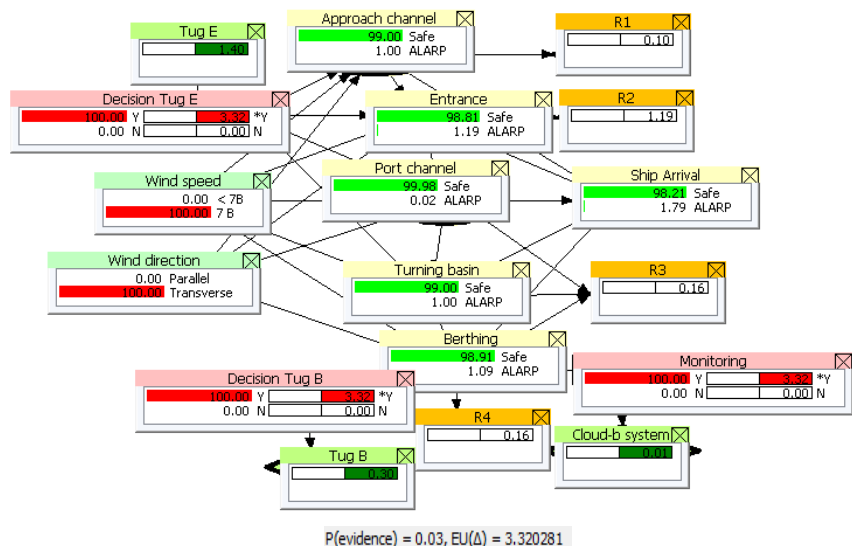 Tug E
1.40
Approach channel
99.00 Safe
1.00 ALARP
R1
0.10
Decision Tug E
100.00 Y 3.32 *Y
0.00 N 0.00 N
Entrance
98.81 Safe
1.19 ALARP
R2
1.19
Wind speed
0.00 < 7B
100.00 7 B
Port channel
99.98 Safe
0.02 ALARP
Ship Arrival
98.21 Safe
1.79 ALARP
Wind direction
0.00 Parallel
100.00 Transverse
Turning basin
99.00 Safe
1.00 ALARP
R3
0.16
Berthing
98.91 Safe
1.09 ALARP
Decision Tug B
100.00 Y 3.32 *Y
0.00 N 0.00 N
Monitoring
100.00 Y 3.32 *Y
0.00 N 0.00 N
R4
0.16
Tug B
0.30
Cloud-b system
0.01
P(evidence) = 0.03, EU(Δ) = 3.320281